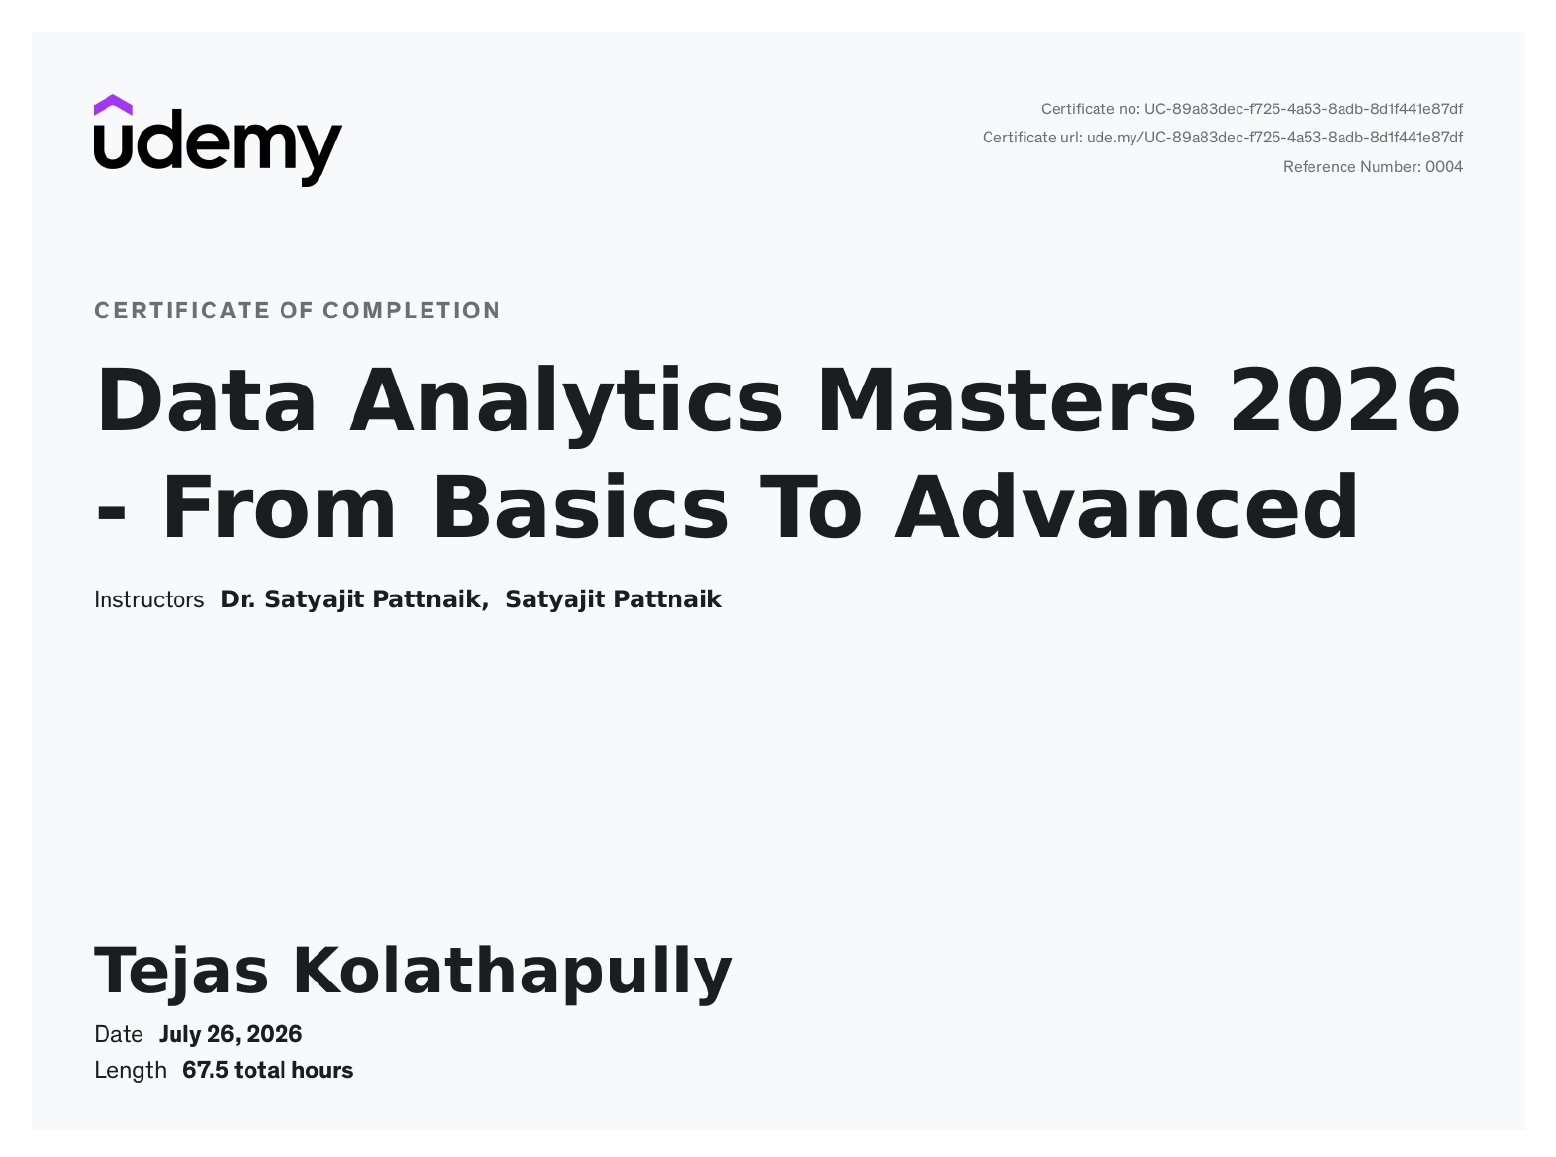 udemy
Certificate no: UC-89a83dec-f725-4a53-8adb-8d1f441e87df
Certificate url: ude.my/UC-89a83dec-f725-4a53-8adb-8d1f441e87df
Reference Number: 0004
CERTIFICATE OF COMPLETION
Data Analytics Masters 2026
- From Basics To Advanced
Instructors Dr. Satyajit Pattnaik, Satyajit Pattnaik
Tejas Kolathapully
Date July 26, 2026
Length 67.5 total hours